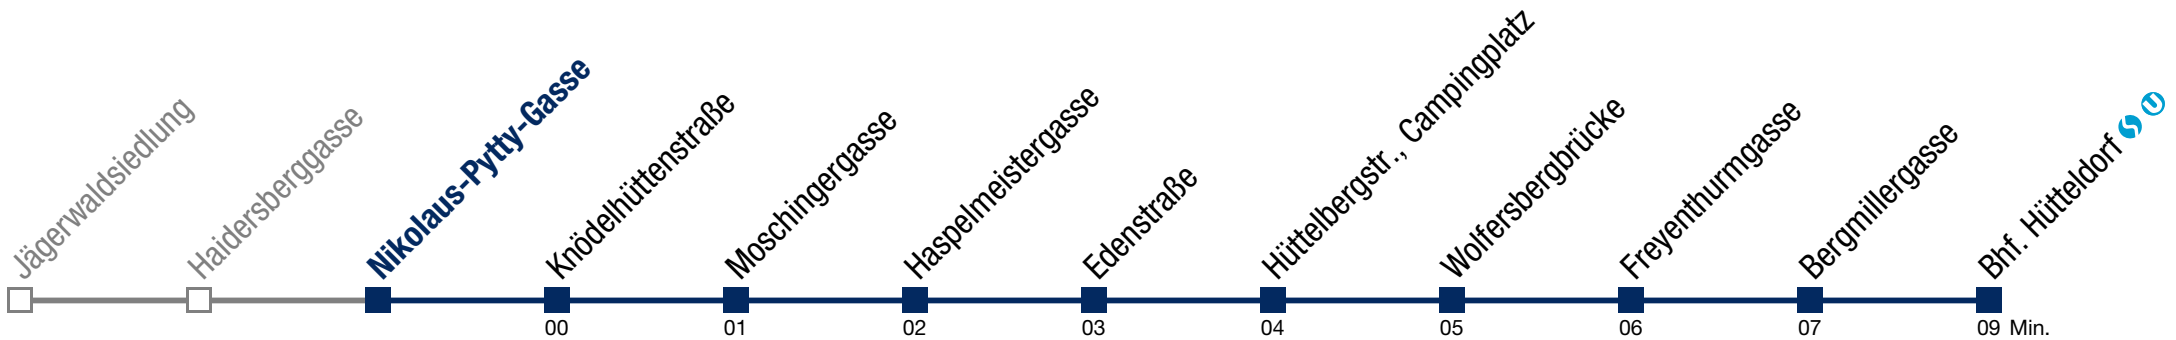 Jägerwaldsiedlung
Haidersberggasse
Nikolaus-Pytty-Gasse
Knödelhüttenstraße
Moschingergasse
Haspelmeistergasse
Edenstraße
Hüttelbergstr., Campingplatz
Wolfersbergbrücke
Freyenthurmgasse
Bergmillergasse
Bhf. Hütteldorf S U
00 01 02 03 04 05 06 07 09 Min.